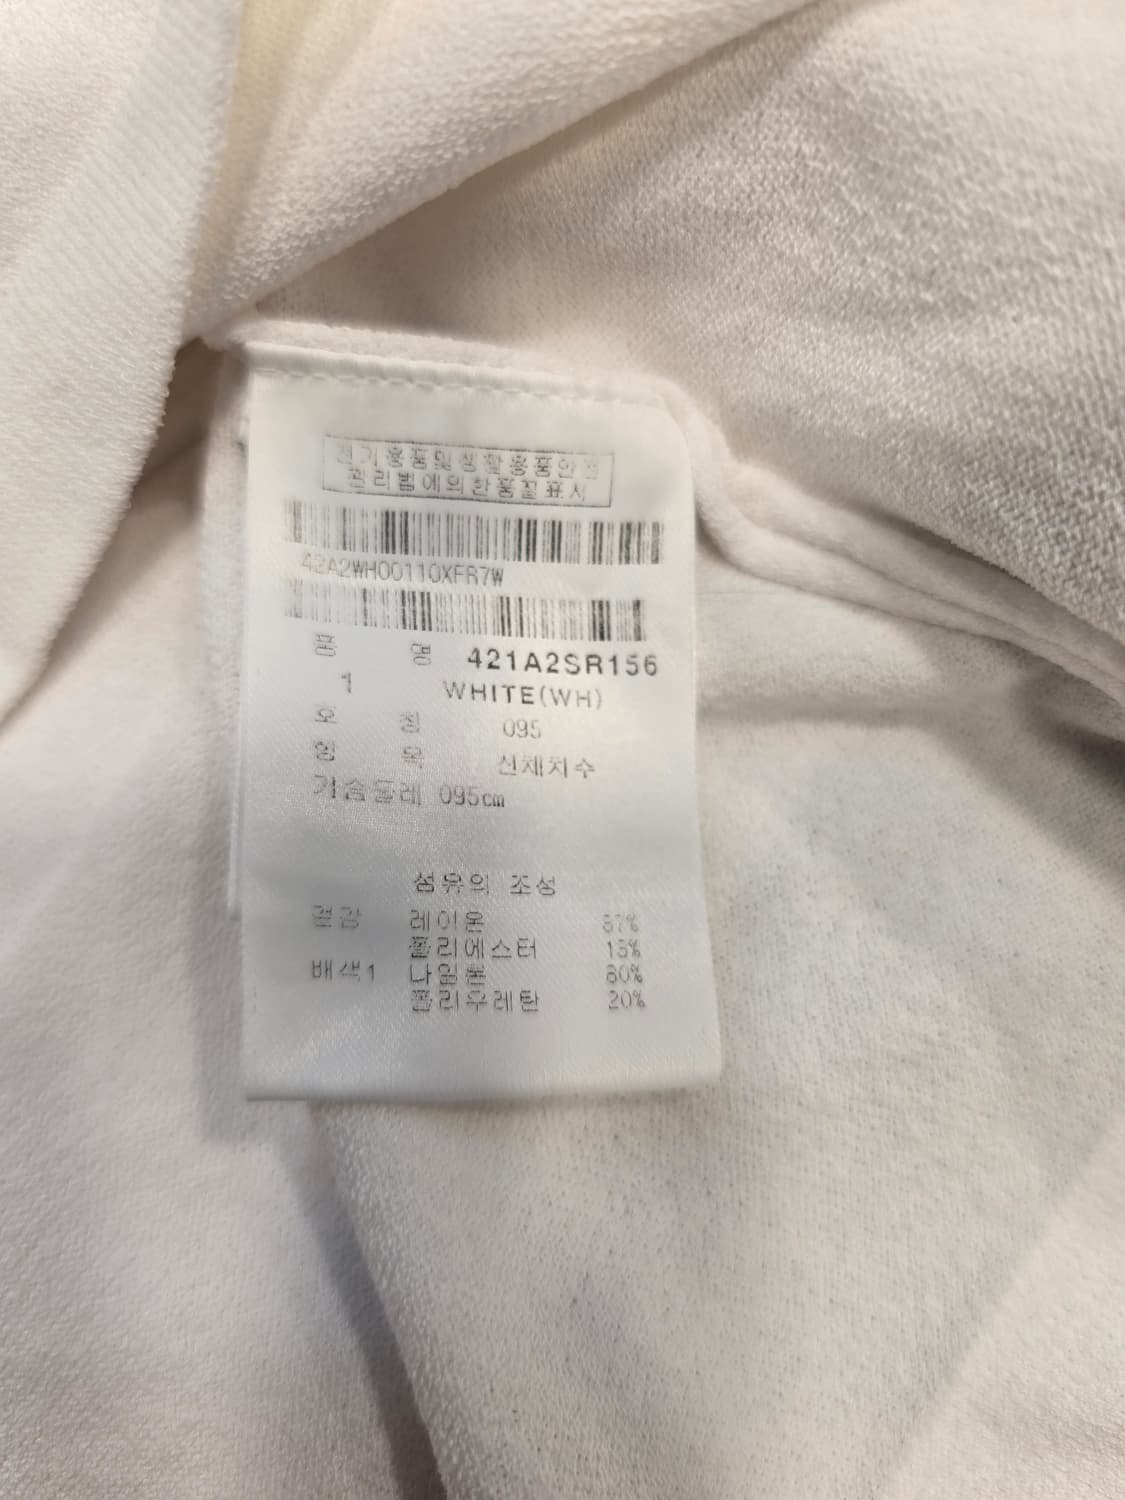 전기용품및생활용품안전
관리법에의한품질표시
42A2WH00110XFR7W
품 명 421A2SR156
1 WHITE(WH)
호 칭 095
항 목 신체치수
가슴둘레 095㎝
섬유의 조성
겉감 레이온 87%
폴리에스터 13%
배색1 나일론 80%
폴리우레탄 20%